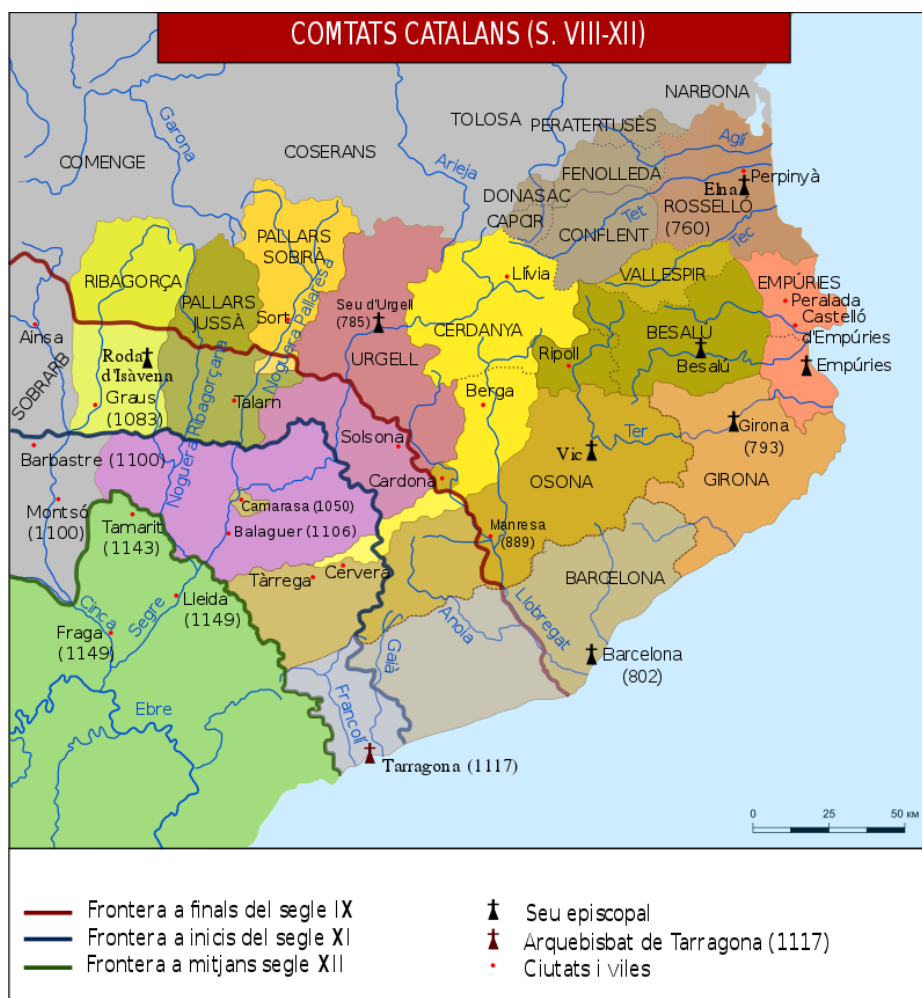 COMTATS CATALANS (S. VIII-XII)
NARBONA
TOLOSA
PERATERTUSÈS
Garona
COMENGE
COSERANS
Arieja
Aglí
FENOLLEDA
Perpinyà
Elna
DONASAC
ROSSELLÓ
(760)
CAPCIR
Tet
CONFLENT
Tec
PALLARS
SOBIRÀ
RIBAGORÇA
PALLARS
JUSSÀ
Llívia
VALLESPIR
EMPÚRIES
Peralada
Castelló
d'Empúries
Empúries
Seu d'Urgell
(785)
Sort
Noguera Pallaresa
CERDANYA
BESALÚ
Besalú
Ripoll
Aïnsa
SOBRARB
Roda
d'Isàvena
URGELL
Graus
(1083)
Talarn
Noguera Ribagorçana
Berga
Ter
Girona
(793)
GIRONA
Solsona
Vic
OSONA
Barbastre (1100)
Cardona
Montsó
(1100)
Camarasa (1050)
Tamarit
(1143)
Balaguer (1106)
Manresa
(889)
Tàrrega
Cervera
BARCELONA
Cinca
Segre
Lleida
(1149)
Fraga
(1149)
Anoia
Llobregat
Gaià
Francolí
Barcelona
(802)
Ebre
Tarragona (1117)
0
25
50 км
Frontera a finals del segle IX
Frontera a inicis del segle XI
Frontera a mitjans segle XII
Seu episcopal
Arquebisbat de Tarragona (1117)
Ciutats i viles